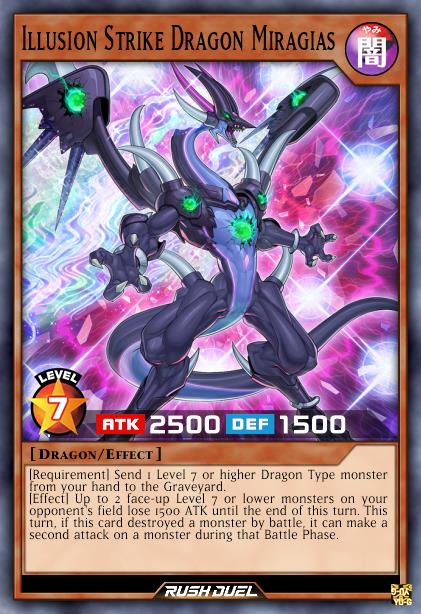 Illusion Strike Dragon Miragias
やみ
闇
LEVEL
7
ATK 2500 DEF 1500
[Dragon/Effect]
[Requirement] Send 1 Level 7 or higher Dragon Type monster
from your hand to the Graveyard.
[Effect] Up to 2 face-up Level 7 or lower monsters on your
opponent's field lose 1500 ATK until the end of this turn. This
turn, if this card destroyed a monster by battle, it can make a
second attack on a monster during that Battle Phase.
RUSH DUEL